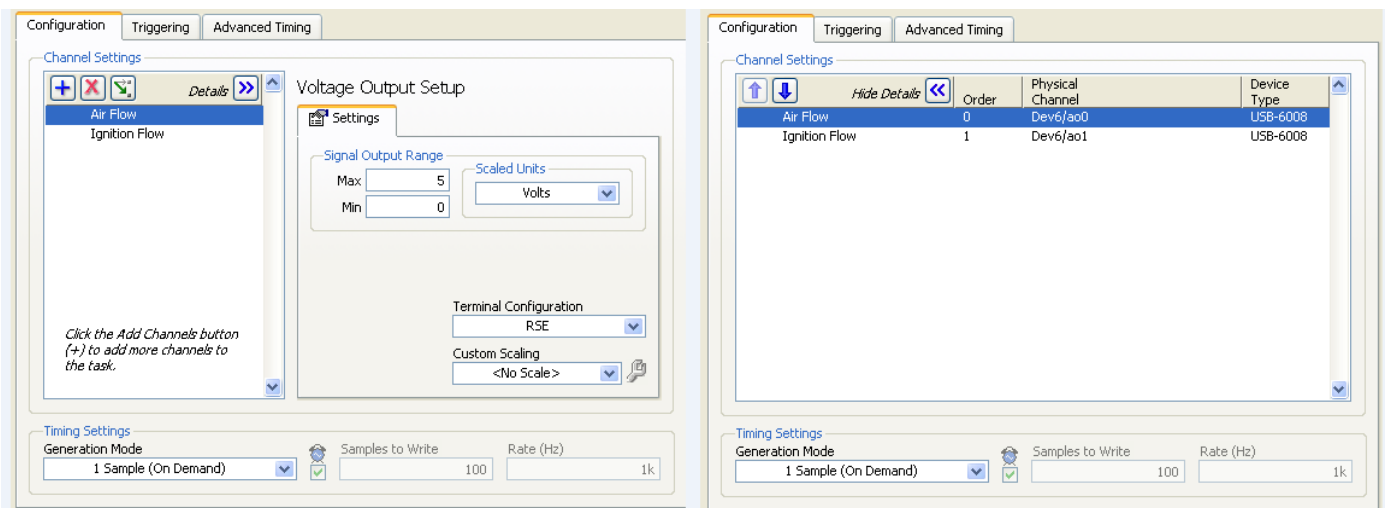 Configuration
Triggering
Advanced Timing
Channel Settings
Details
Air Flow
Ignition Flow
Click the Add Channels button
(+) to add more channels to
the task.
Voltage Output Setup
Settings
Signal Output Range
Max 5
Min 0
Scaled Units
Volts
Terminal Configuration
RSE
Custom Scaling
<No Scale>
Timing Settings
Generation Mode
1 Sample (On Demand)
Samples to Write
100
Rate (Hz)
1k
Configuration
Triggering
Advanced Timing
Channel Settings
Hide Details
Order
Physical
Channel
Device
Type
Air Flow 0 Dev6/ao0 USB-6008
Ignition Flow 1 Dev6/ao1 USB-6008
Timing Settings
Generation Mode
1 Sample (On Demand)
Samples to Write
100
Rate (Hz)
1k